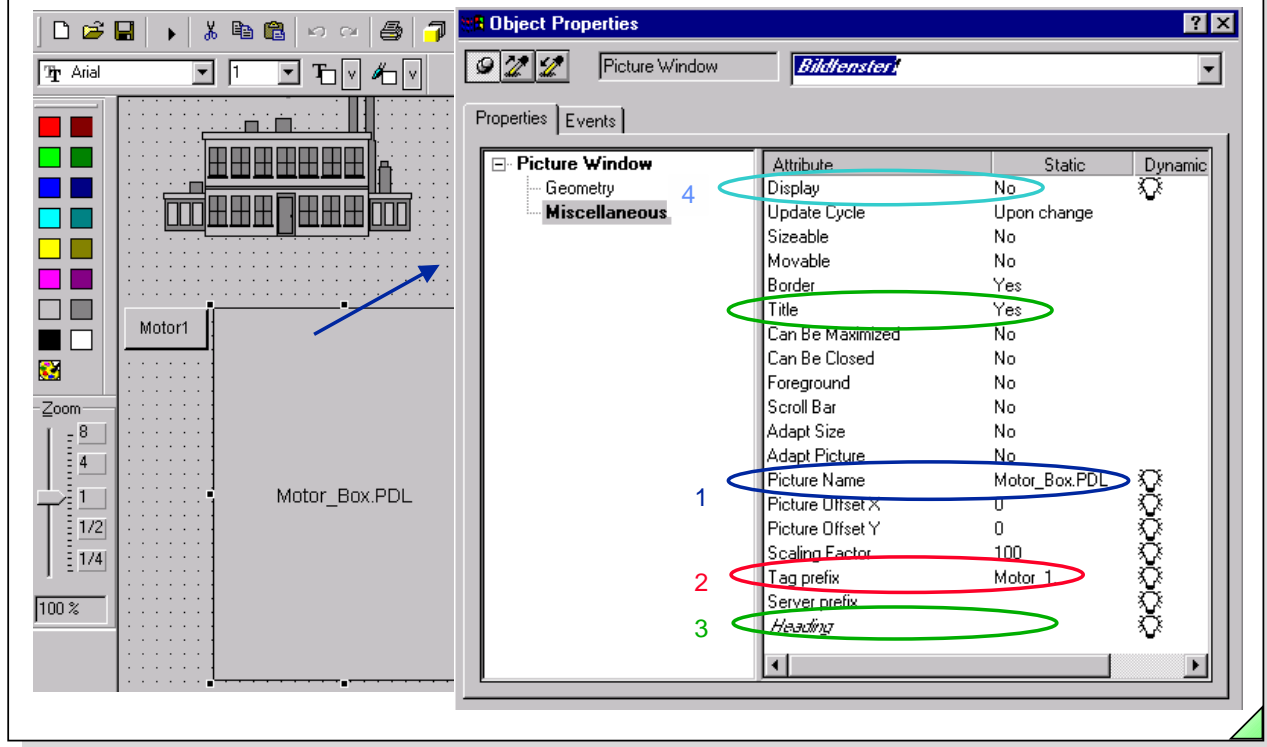 Object Properties
Arial
1
Picture Window
Bildfenster1
Properties
Events
Picture Window
Geometry
Miscellaneous
Attribute Static Dynamic
Display No
Update Cycle Upon change
Sizeable No
Movable No
Border Yes
Title Yes
Can Be Maximized No
Can Be Closed No
Foreground No
Scroll Bar No
Adapt Size No
Adapt Picture No
Picture Name Motor_Box.PDL
Picture Offset X 0
Picture Offset Y 0
Scaling Factor 100
Tag prefix Motor_1
Server prefix
Heading
4
1
2
3
Motor1
Motor_Box.PDL
Zoom
8
4
1
1/2
1/4
100 %